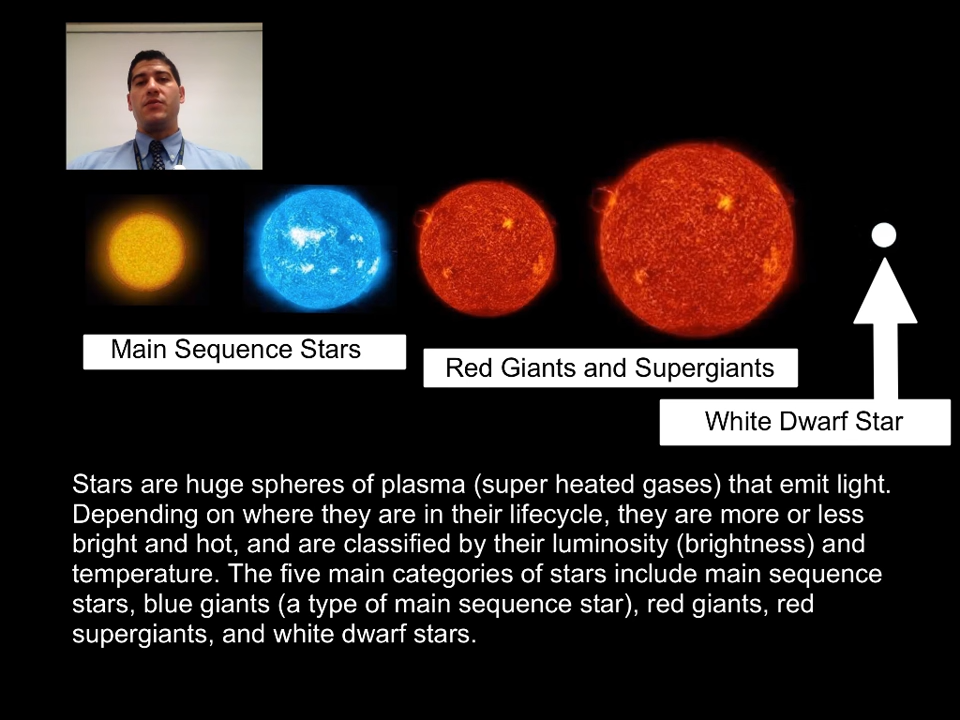 Main Sequence Stars
Red Giants and Supergiants
White Dwarf Star
Stars are huge spheres of plasma (super heated gases) that emit light.
Depending on where they are in their lifecycle, they are more or less
bright and hot, and are classified by their luminosity (brightness) and
temperature. The five main categories of stars include main sequence
stars, blue giants (a type of main sequence star), red giants, red
supergiants, and white dwarf stars.